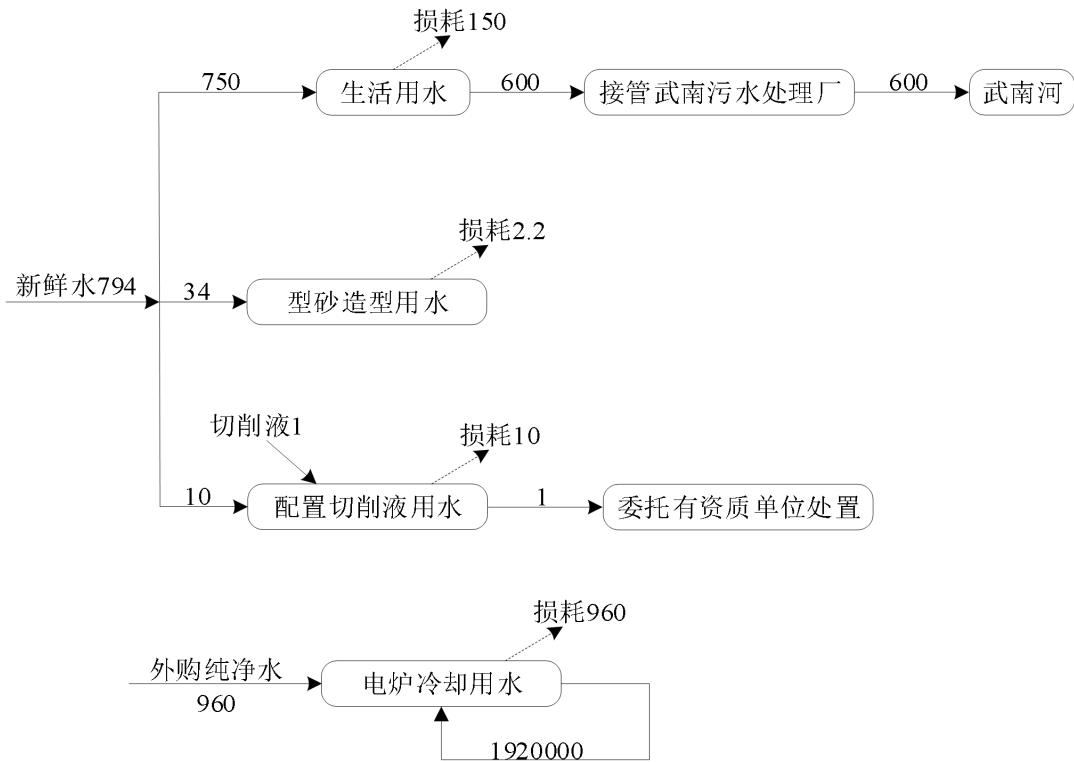 损耗150
750
生活用水
600
接管武南污水处理厂
600
武南河
损耗2.2
新鲜水794
34
型砂造型用水
切削液1
损耗10
10
配置切削液用水
1
委托有资质单位处置
损耗960
外购纯净水
960
电炉冷却用水
1920000